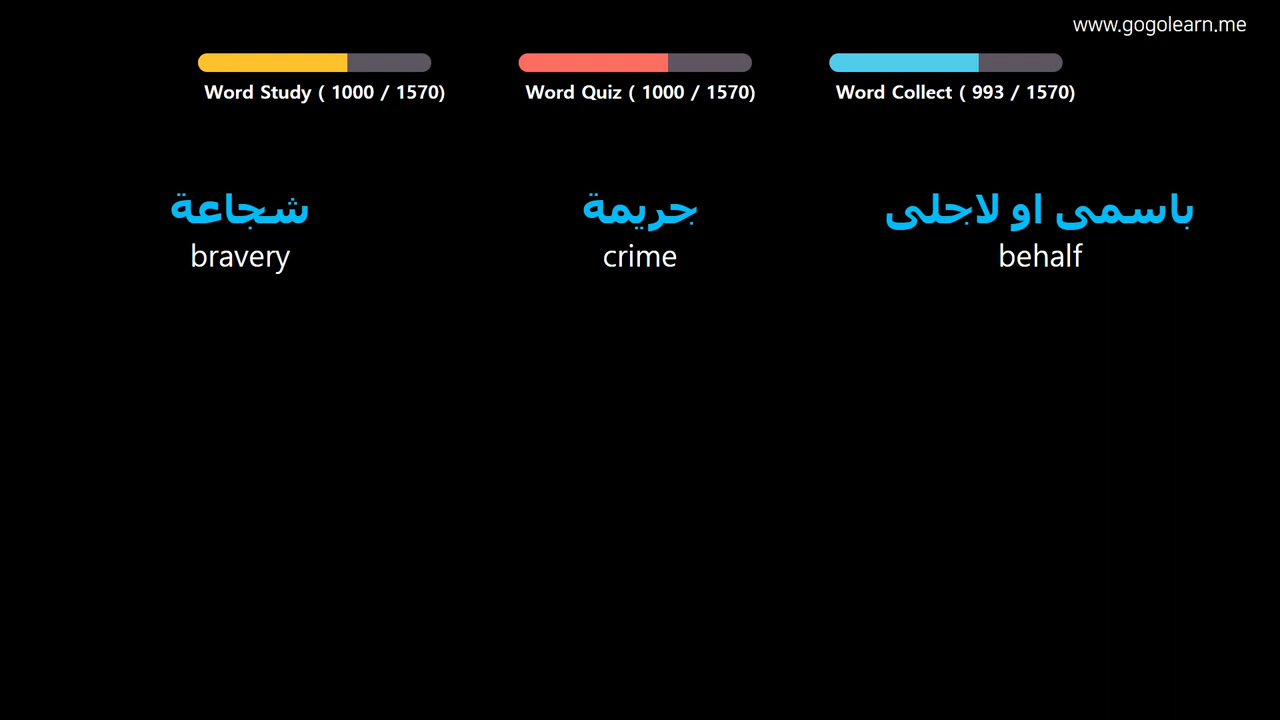 www.gogolearn.me
Word Study ( 1000 / 1570)
Word Quiz ( 1000 / 1570)
Word Collect ( 993 / 1570)
شجاعة
bravery
جريمة
crime
باسمى او لاجلى
behalf